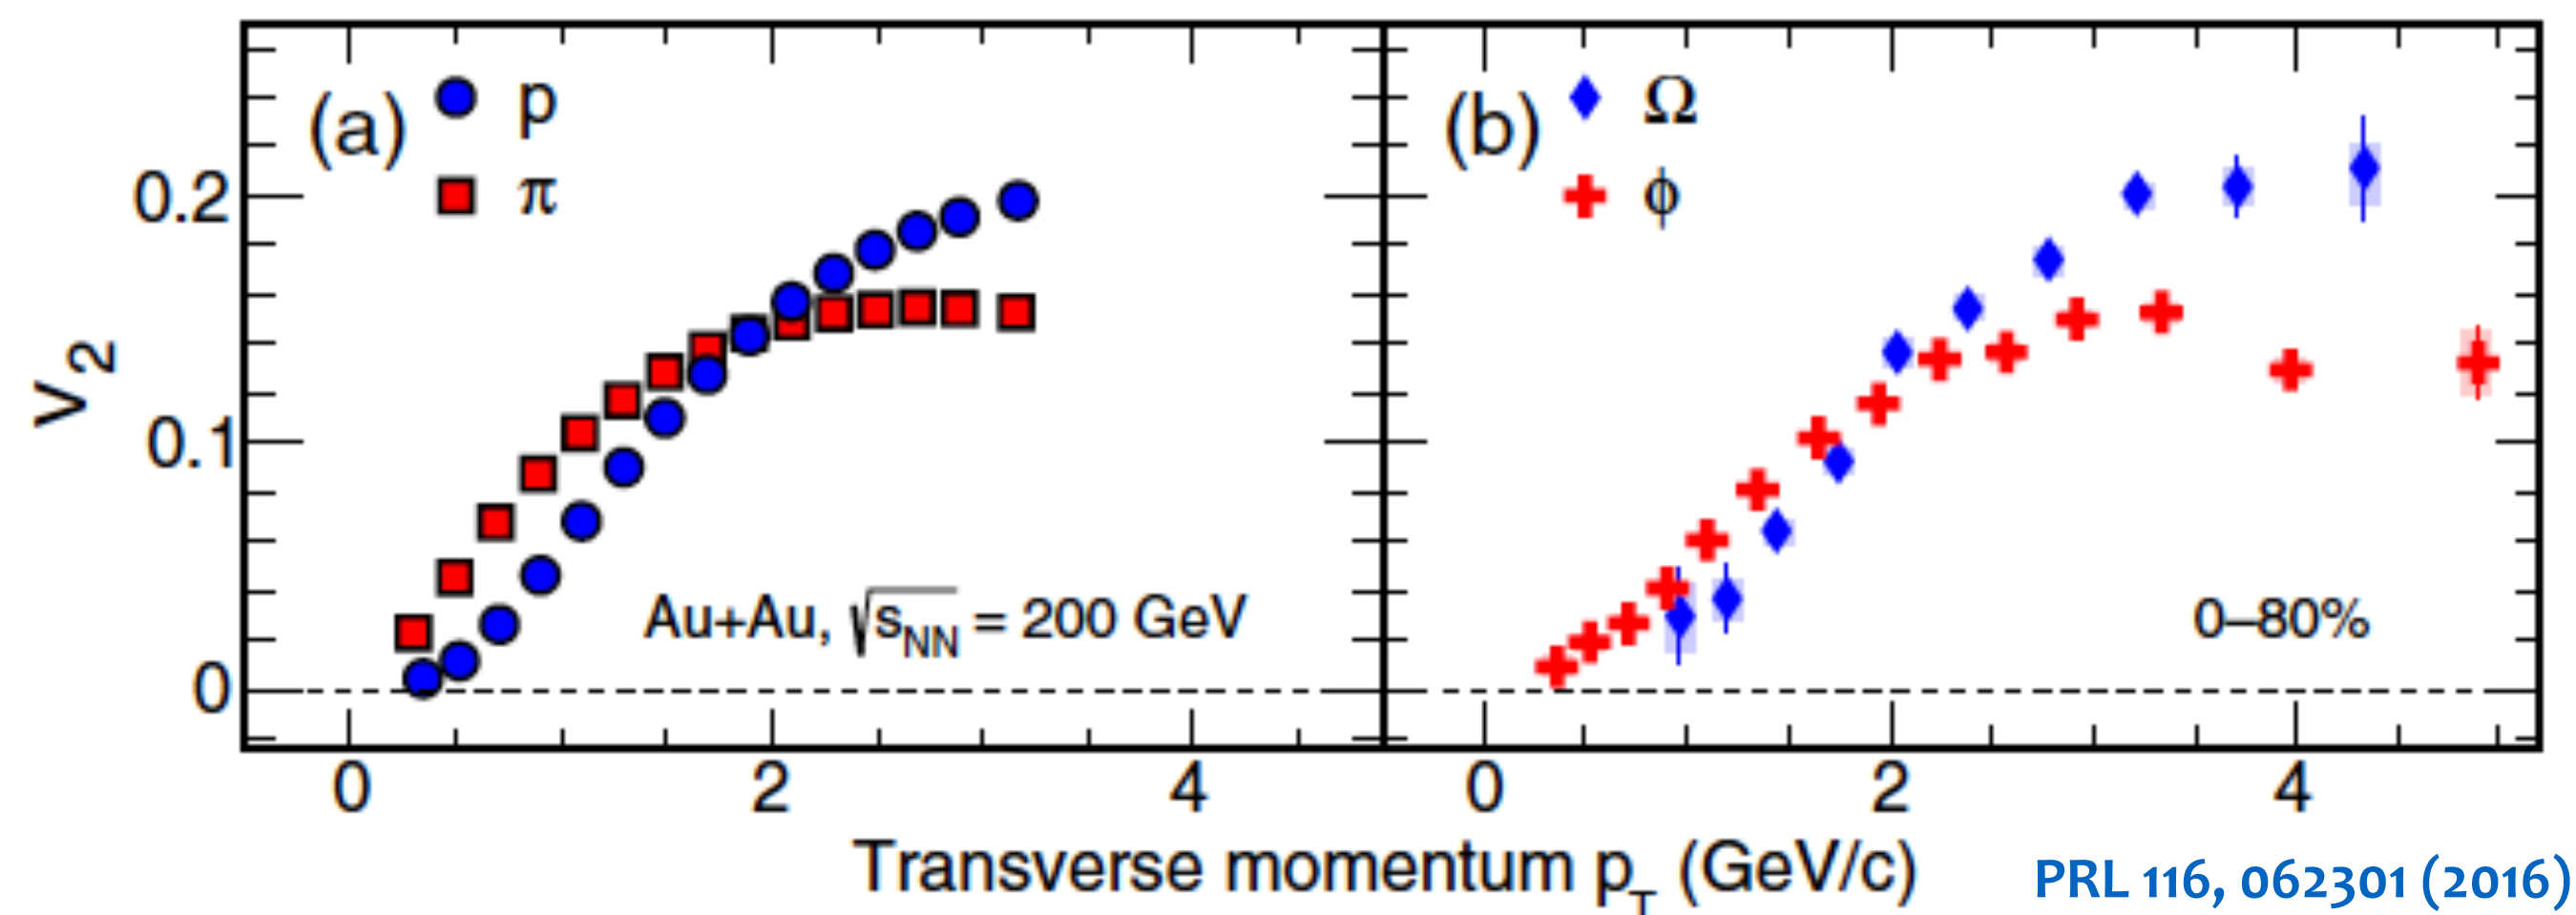 (a) p
π
(b) Ω
ϕ
V2
0.2
0.1
0
Au+Au, √sNN = 200 GeV
0–80%
0 2 4 0 2 4
Transverse momentum pT (GeV/c)
PRL 116, 062301 (2016)